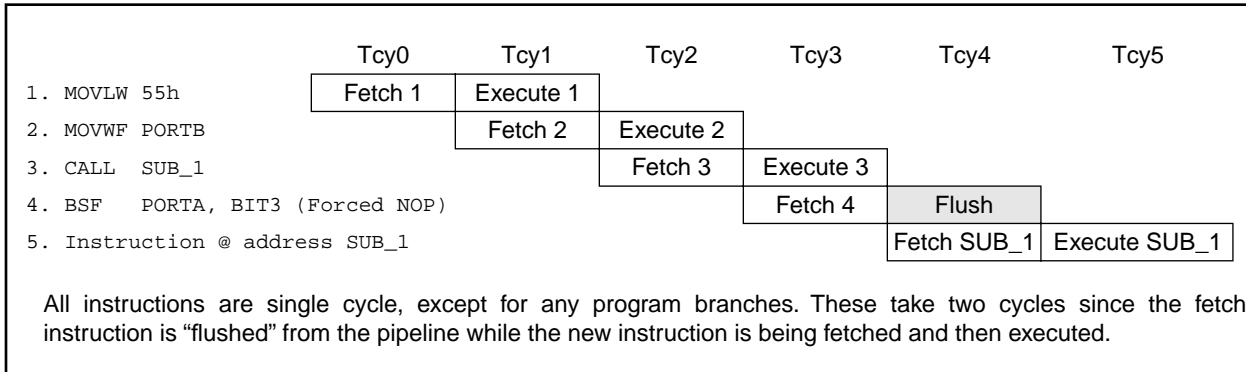 Tcy0 Tcy1 Tcy2 Tcy3 Tcy4 Tcy5
1. MOVLW 55h Fetch 1 Execute 1
2. MOVWF PORTB Fetch 2 Execute 2
3. CALL SUB_1 Fetch 3 Execute 3
4. BSF PORTA, BIT3 (Forced NOP) Fetch 4 Flush
5. Instruction @ address SUB_1 Fetch SUB_1 Execute SUB_1
All instructions are single cycle, except for any program branches. These take two cycles since the fetch
instruction is “flushed” from the pipeline while the new instruction is being fetched and then executed.